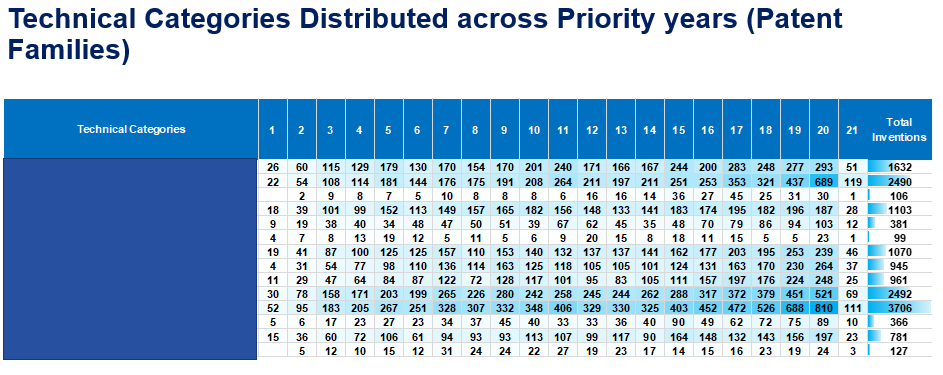 Technical Categories Distributed across Priority years (Patent
Families)
Technical Categories 1 2 3 4 5 6 7 8 9 10 11 12 13 14 15 16 17 18 19 20 21 Total Inventions
26 60 115 129 179 130 170 154 170 201 240 171 166 167 244 200 283 248 277 293 51 1632
22 54 108 114 181 144 176 175 191 208 264 211 197 211 251 253 353 321 437 689 119 2490
2 9 8 7 5 10 8 8 8 6 16 16 14 36 27 45 25 31 30 1 106
18 39 101 99 152 113 149 157 165 182 156 148 133 141 183 174 195 182 196 187 28 1103
9 19 38 40 34 48 47 50 51 39 67 62 45 35 48 70 79 86 94 103 12 381
4 7 8 13 19 12 5 11 5 6 9 20 15 8 18 11 15 5 5 23 1 99
19 41 87 100 125 125 157 110 153 140 132 137 137 141 162 177 203 195 253 239 46 1070
4 31 54 77 98 110 136 114 163 125 118 105 105 101 124 131 163 170 230 264 37 945
11 29 47 64 84 87 122 72 128 117 101 95 83 105 111 157 197 176 224 248 25 961
30 78 158 171 203 199 265 226 280 242 258 245 244 262 288 317 372 379 451 521 69 2492
52 95 183 205 267 251 328 307 332 348 406 329 330 325 403 452 472 526 688 810 111 3706
5 6 17 23 27 23 34 37 45 40 33 33 36 40 90 49 62 72 75 89 10 366
15 36 60 72 106 61 94 93 93 113 107 99 117 90 164 148 132 143 156 197 23 781
5 12 10 15 12 31 24 24 22 27 19 23 17 14 15 16 23 19 24 3 127